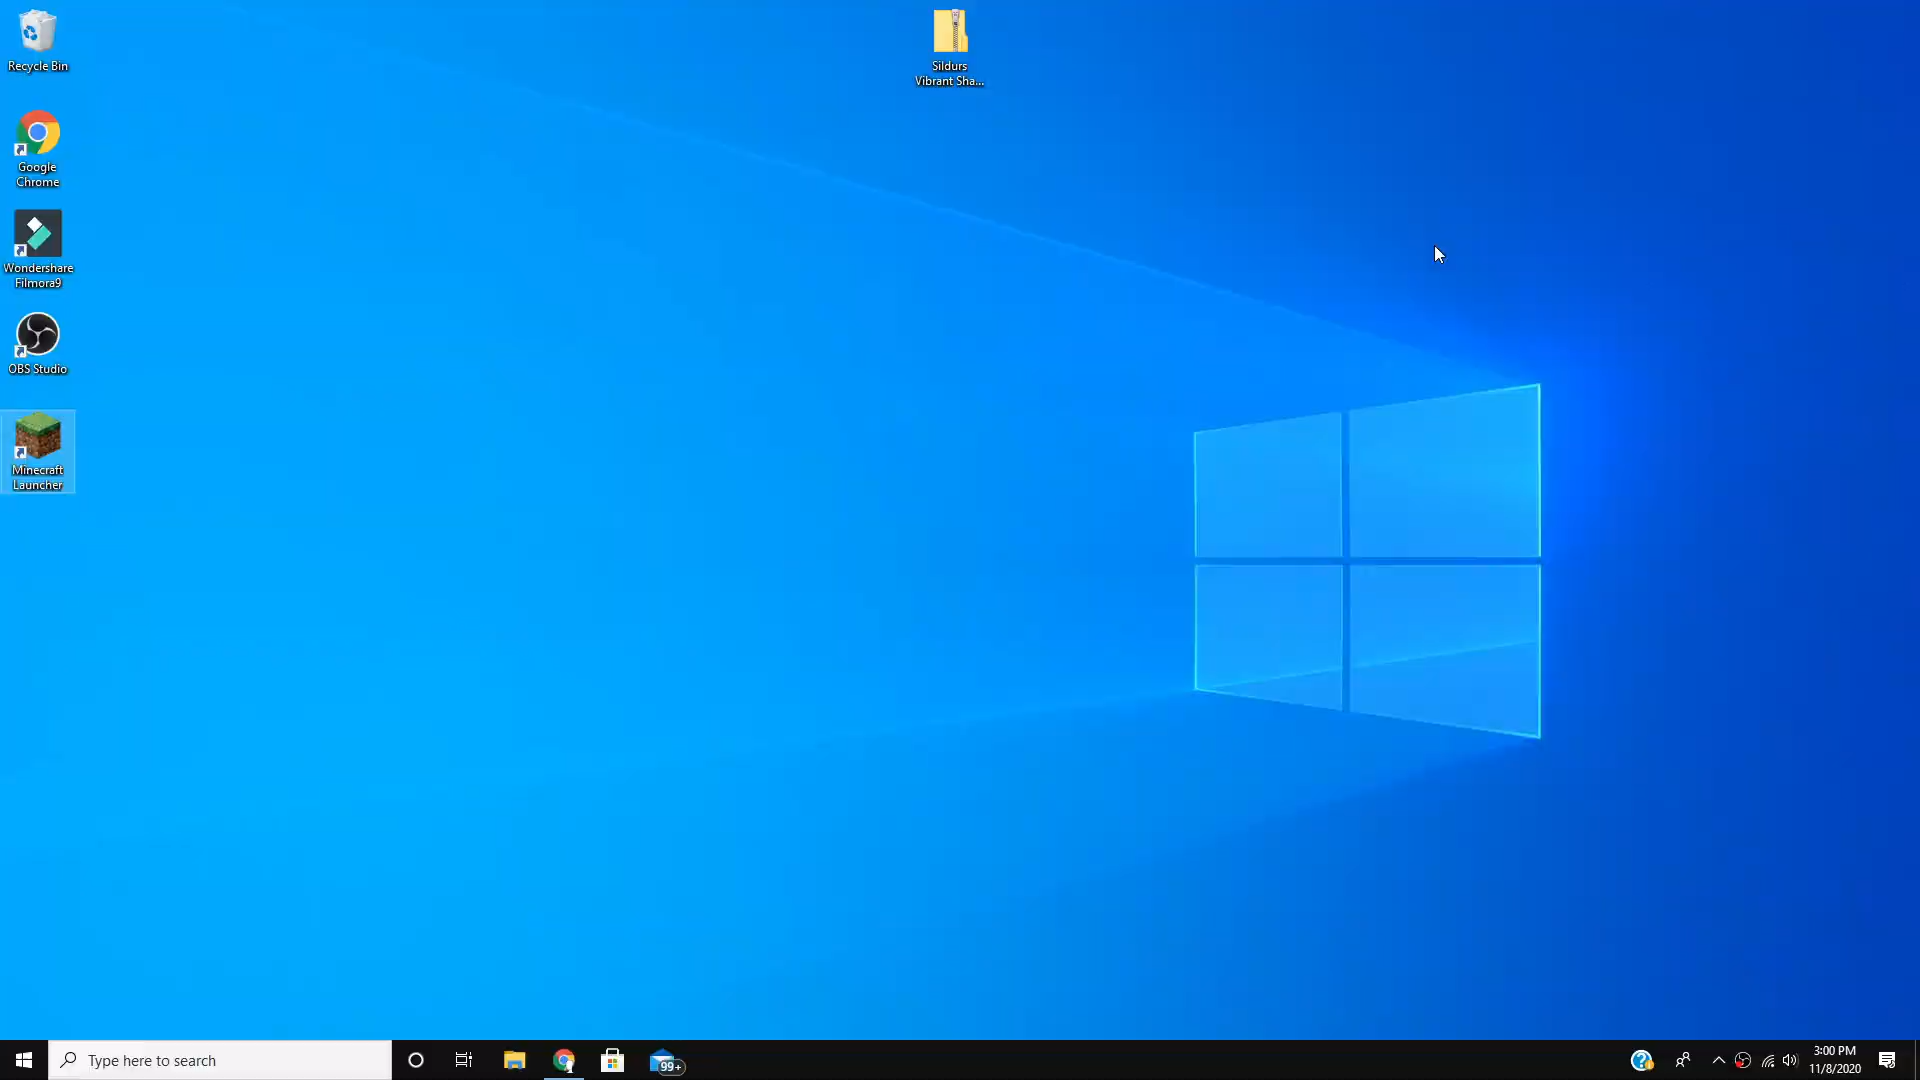 Recycle Bin
Google
Chrome
Wondershare
Filmora9
OBS Studio
Minecraft
Launcher
Sildurs
Vibrant Sha...
Type here to search
99+
3:00 PM
11/8/2020